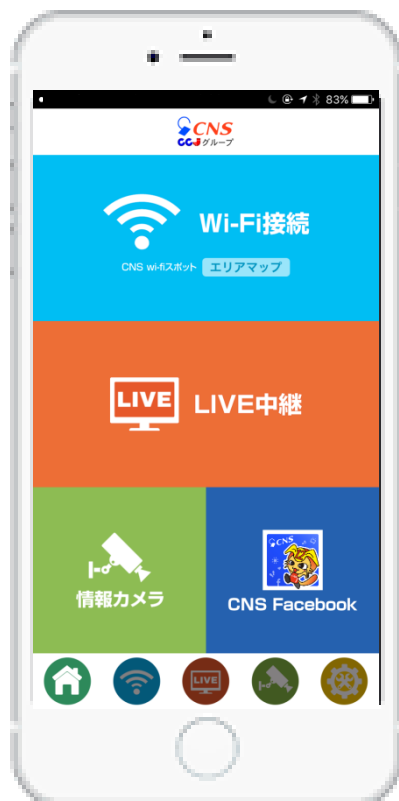 83%
CNS
CCJグループ
Wi-Fi接続
CNS wi-fiスポット エリアマップ
LIVE LIVE中継
CNS
情報カメラ
CNS Facebook
LIVE